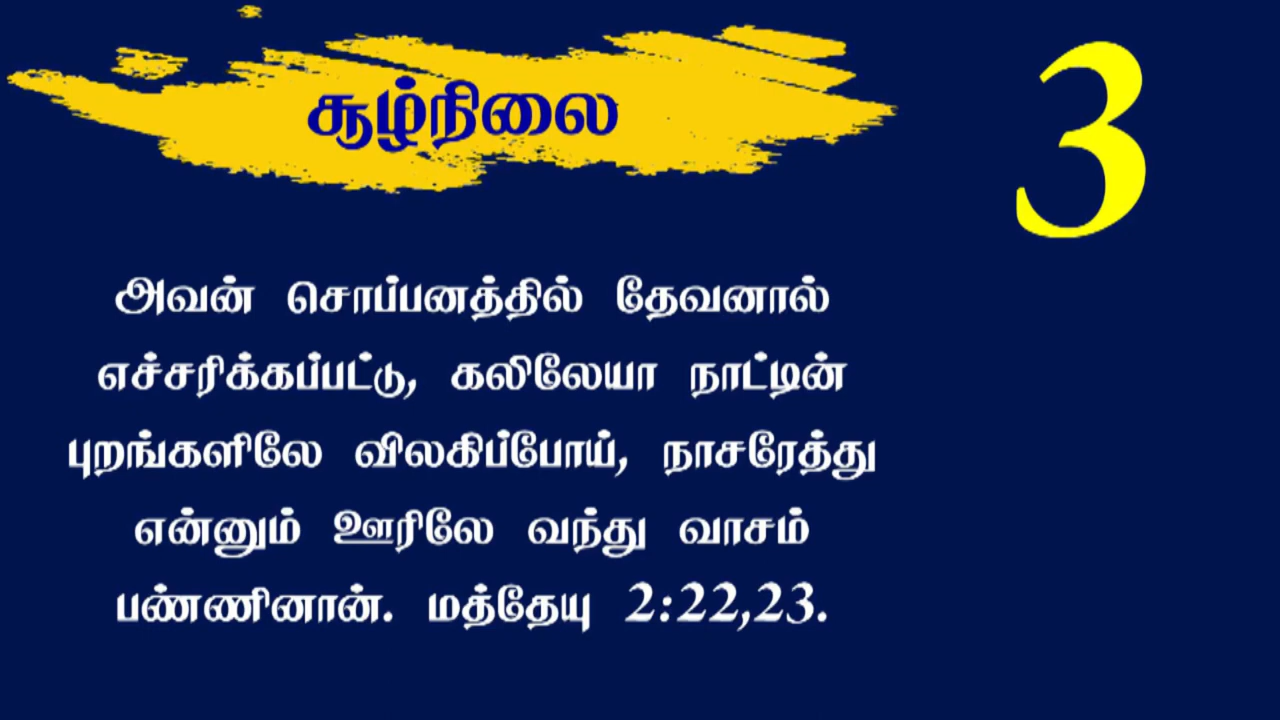 சூழ்நிலை
3
அவன் சொப்பனத்தில் தேவனால்
எச்சரிக்கப்பட்டு, கலிலேயா நாட்டின்
புறங்களிலே விலகிப்போய், நாசரேத்து
என்னும் ஊரிலே வந்து வாசம்
பண்ணினான். மத்தேயு 2:22,23.